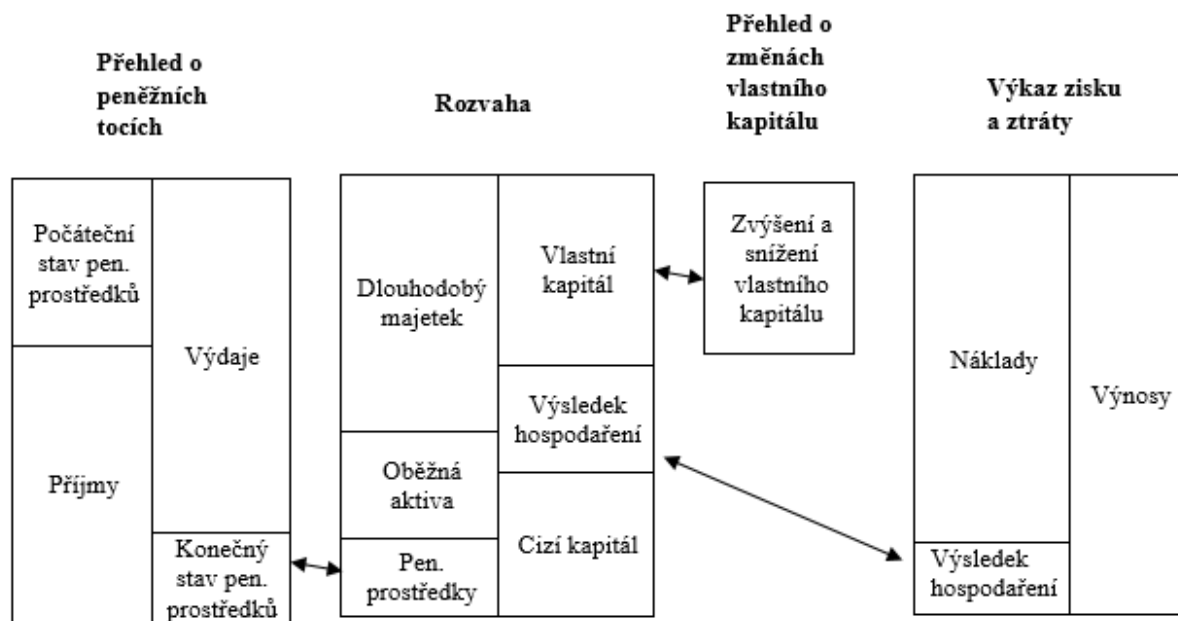 Přehled o
peněžních
tocích
Rozvaha
Přehled o
změnách
vlastního
kapitálu
Výkaz zisku
a ztráty
Počáteční
stav pen.
prostředků
Příjmy
Výdaje
Konečný
stav pen.
prostředků
Dlouhodobý
majetek
Oběžná
aktiva
Pen.
prostředky
Vlastní
kapitál
Výsledek
hospodaření
Cizí kapitál
Zvýšení a
snížení
vlastního
kapitálu
Náklady
Výsledek
hospodaření
Výnosy